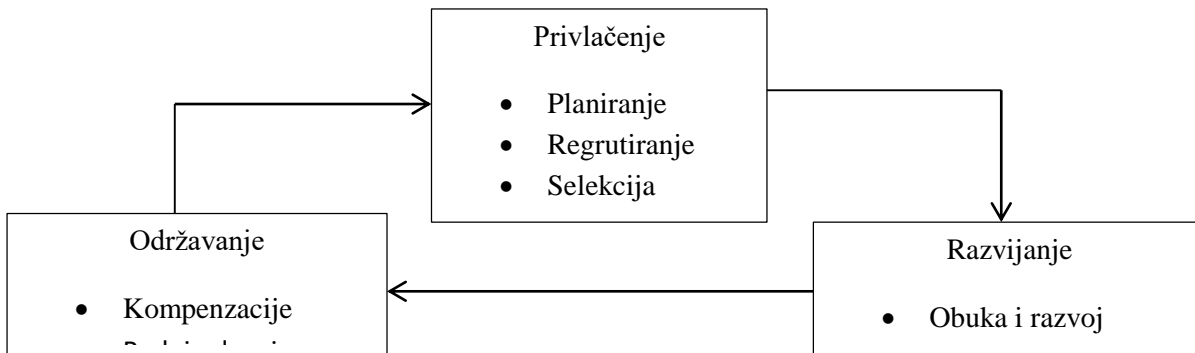 Privlačenje
• Planiranje
• Regrutiranje
• Selekcija
Održavanje
• Kompenzacije
Razvijanje
• Obuka i razvoj